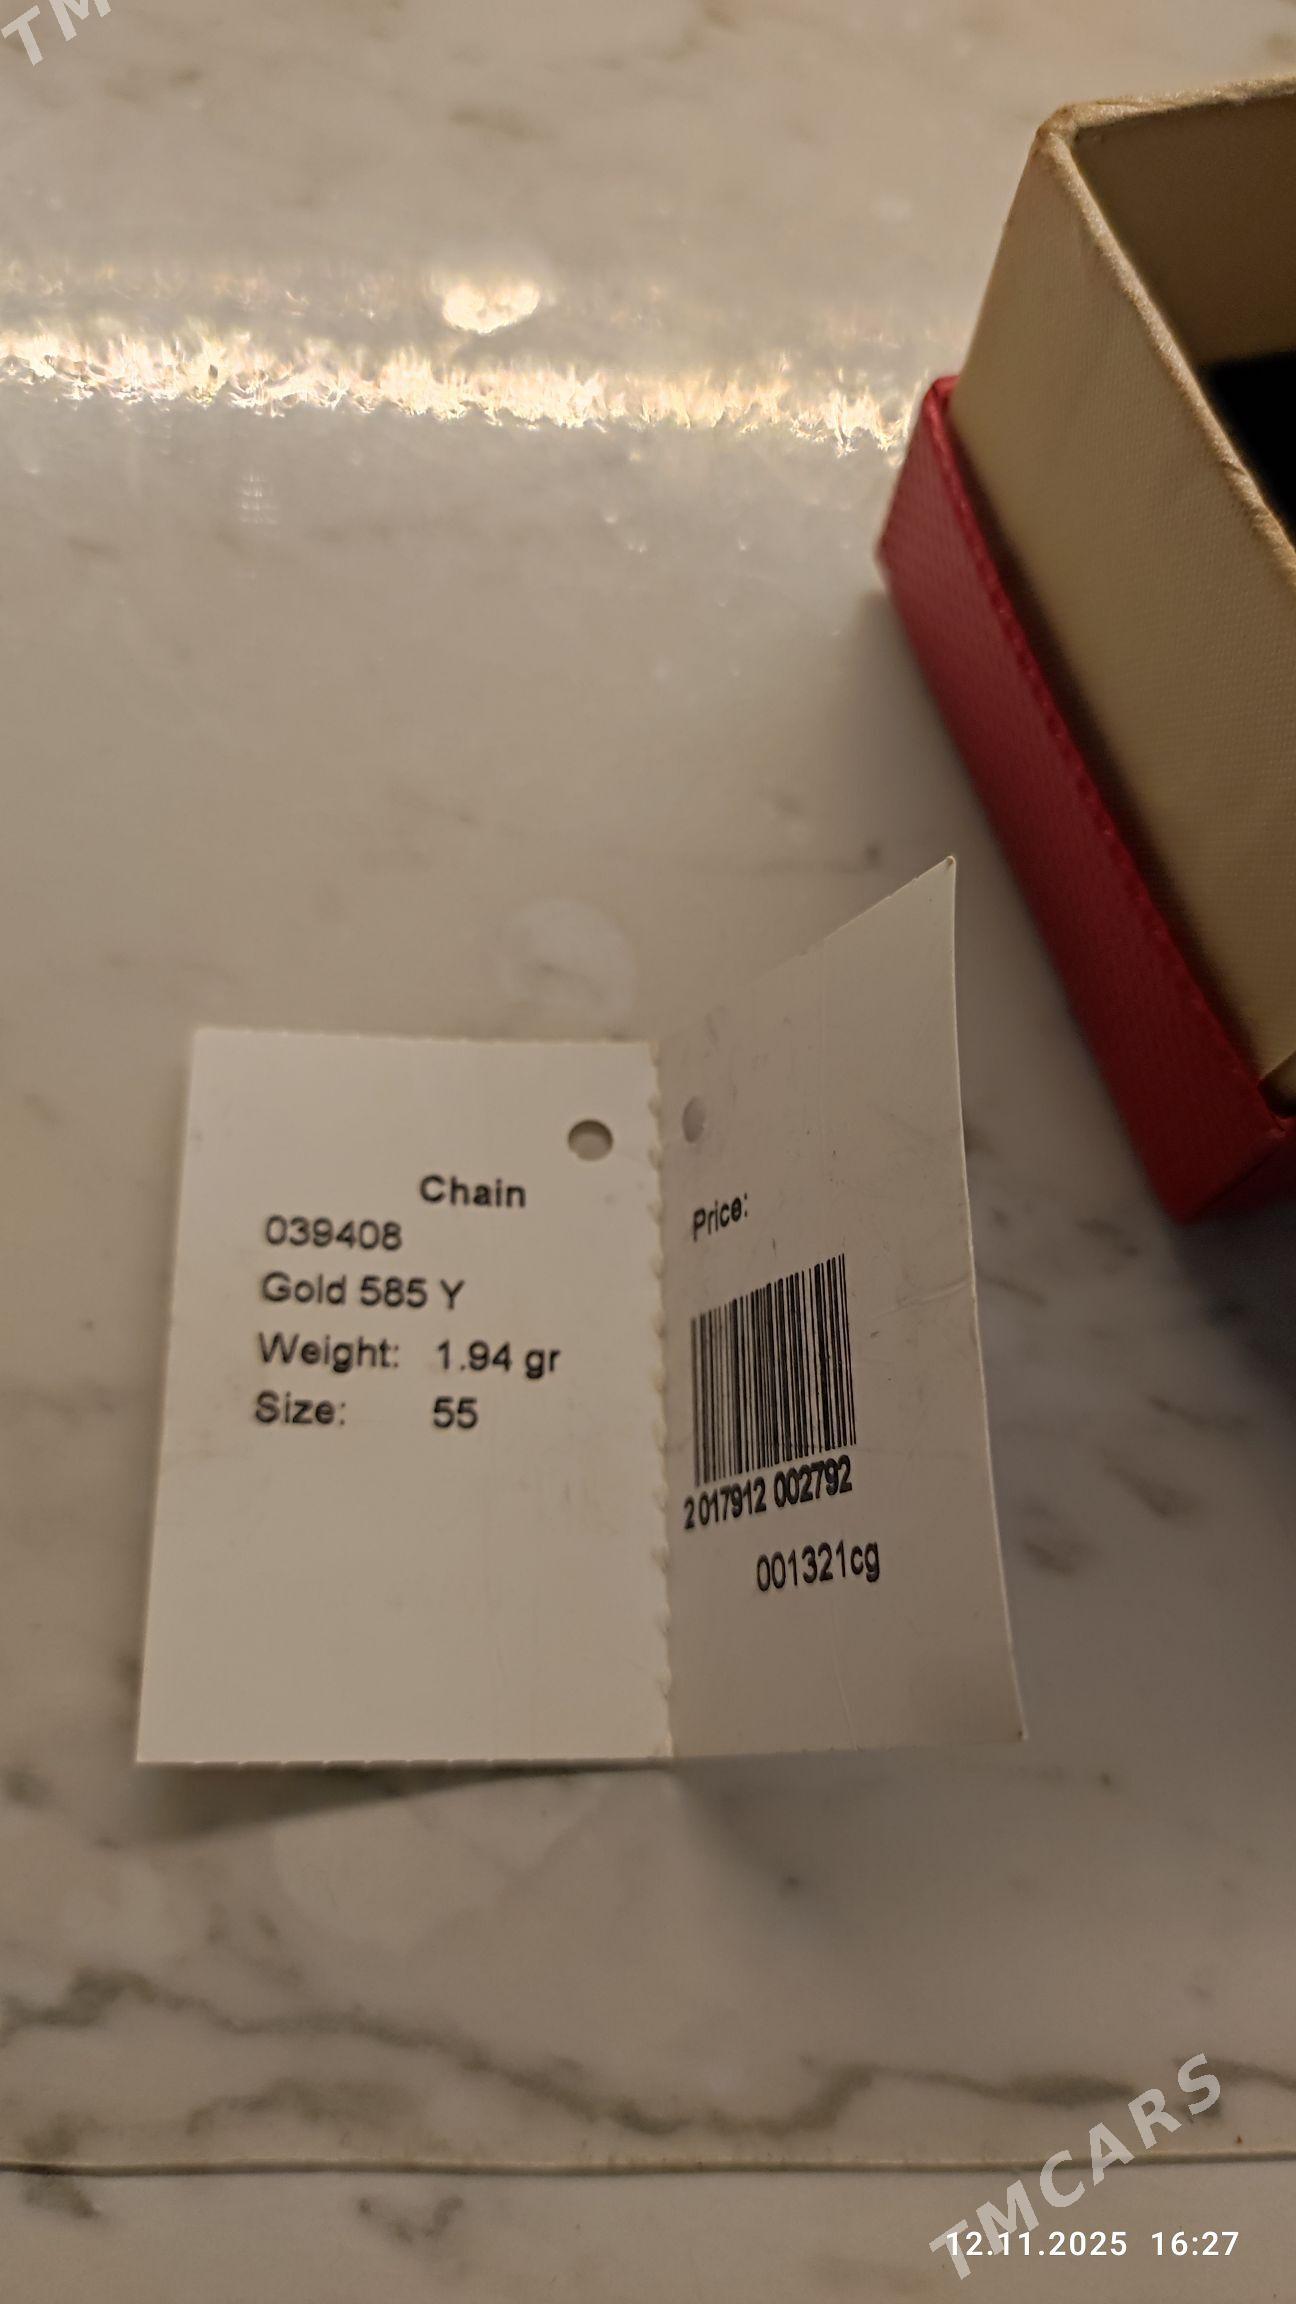 TM
Chain
039408
Gold 585 Y
Weight: 1.94 gr
Size: 55
Price:
2 017912 002792
001321cg
TMCARS
12.11.2025 16:27